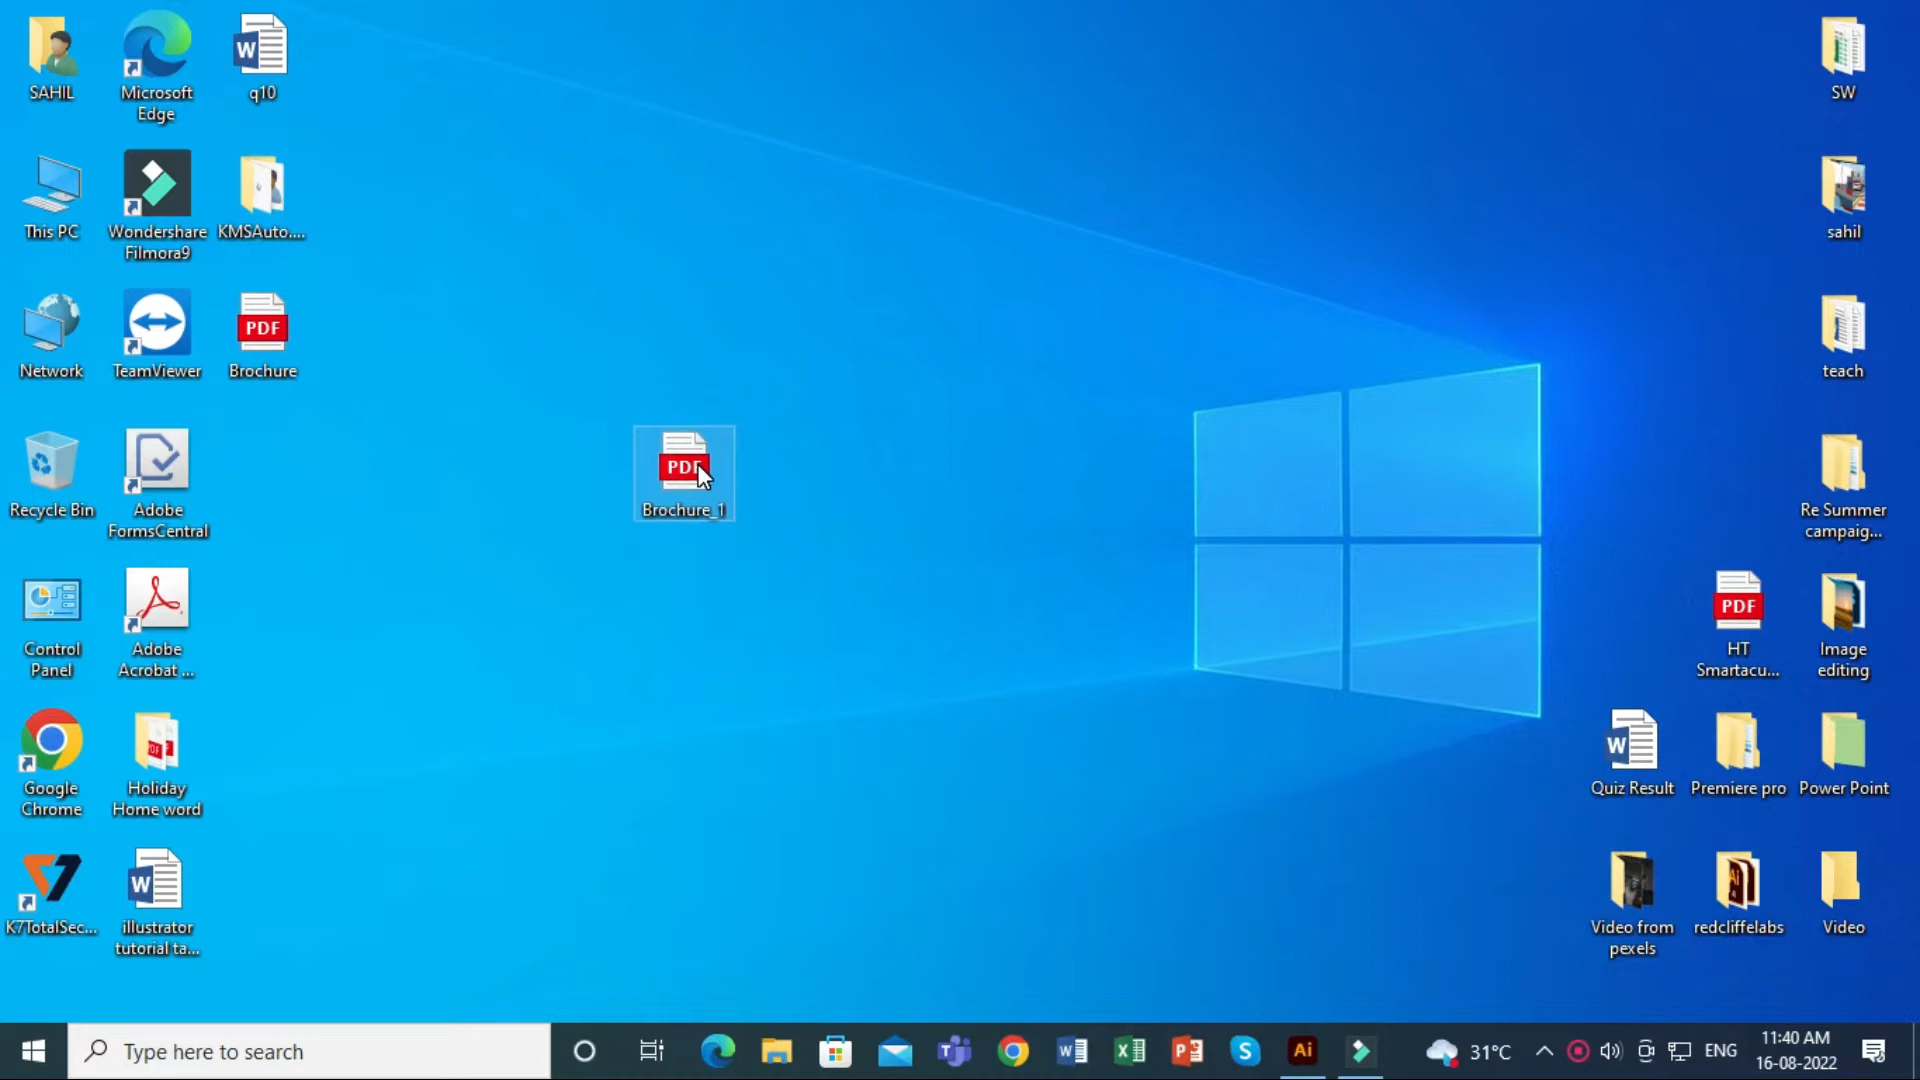 SAHIL
Microsoft
Edge
W
q10
SW
This PC
Wondershare
Filmora9
KMSAuto....
sahil
Network
TeamViewer
PDF
Brochure
teach
Recycle Bin
Adobe
FormsCentral
PDF
Brochure_1
Re Summer
campaig...
Control
Panel
Adobe
Acrobat ...
PDF
HT
Smartacu...
Image
editing
Google
Chrome
PDF
Holiday
Home word
W
Quiz Result
Premiere pro
Power Point
K7TotalSec...
W
illustrator
tutorial ta...
Video from
pexels
Ai
redcliffelabs
Video
Type here to search
Ai
31°C
ENG
11:40 AM
16-08-2022